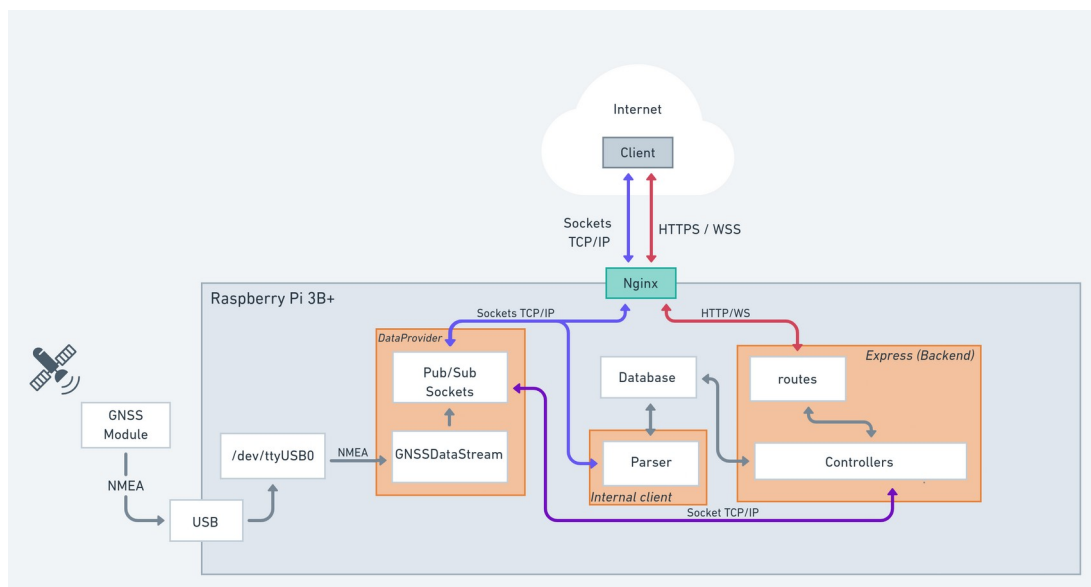 Internet
Client
Sockets
TCP/IP
HTTPS / WSS
Nginx
Raspberry Pi 3B+
Sockets TCP/IP
HTTP/WS
DataProvider
Express (Backend)
Pub/Sub
Sockets
Database
routes
GNSS
Module
/dev/ttyUSB0
NMEA
GNSSDataStream
Parser
Controllers
NMEA
Internal client
USB
Socket TCP/IP